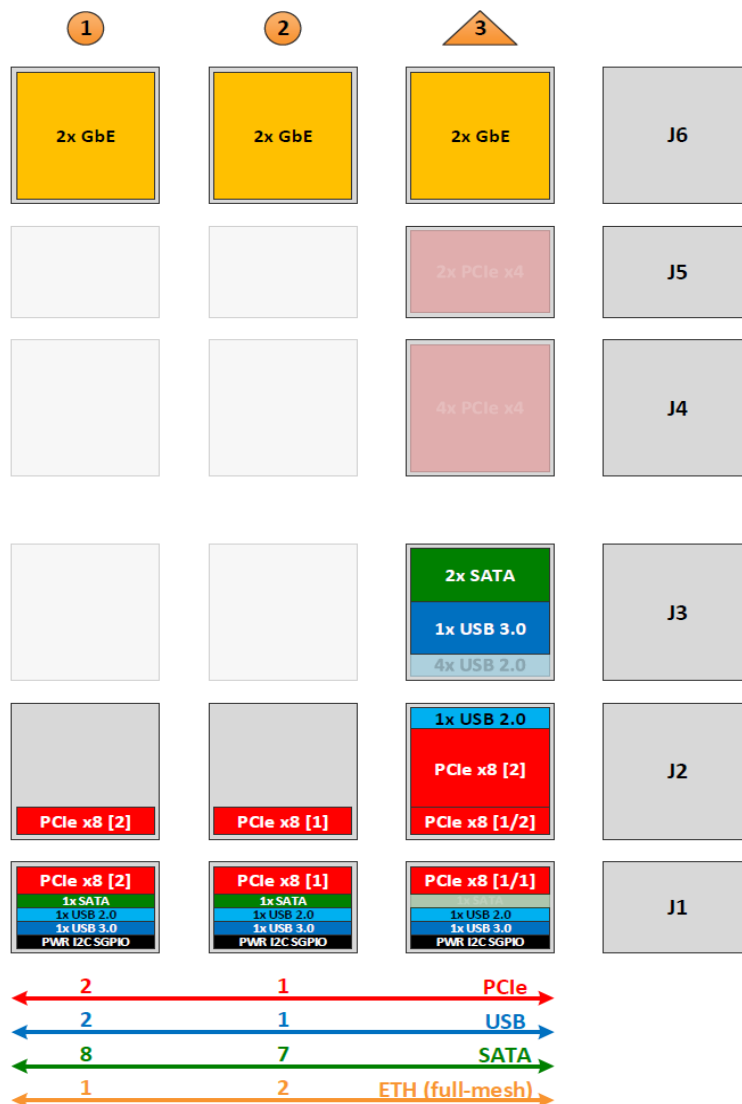 1 2 3
2x GbE 2x GbE 2x GbE J6
2x PCIe x4 J5
4x PCIe x4 J4
2x SATA
1x USB 3.0 J3
4x USB 2.0
1x USB 2.0
PCIe x8 [2] J2
PCIe x8 [2] PCIe x8 [1] PCIe x8 [1/2]
PCIe x8 [2] PCIe x8 [1] PCIe x8 [1/1]
1x SATA 1x SATA 1x SATA J1
1x USB 2.0 1x USB 2.0 1x USB 2.0
1x USB 3.0 1x USB 3.0 1x USB 3.0
PWR I2C SGPIO PWR I2C SGPIO PWR I2C SGPIO
2 1 PCIe
2 1 USB
8 7 SATA
1 2 ETH (full-mesh)